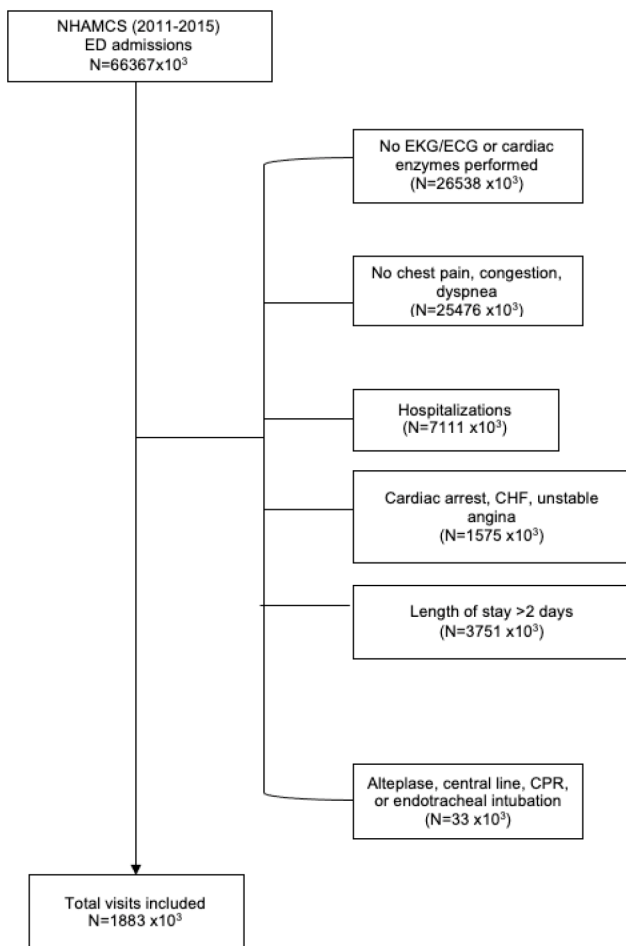 NHAMCS (2011-2015)
ED admissions
N=66367x10³
No EKG/ECG or cardiac
enzymes performed
(N=26538 x10³)
No chest pain, congestion,
dyspnea
(N=25476 x10³)
Hospitalizations
(N=7111 x10³)
Cardiac arrest, CHF, unstable
angina
(N=1575 x10³)
Length of stay >2 days
(N=3751 x10³)
Alteplase, central line, CPR,
or endotracheal intubation
(N=33 x10³)
Total visits included
N=1883 x10³